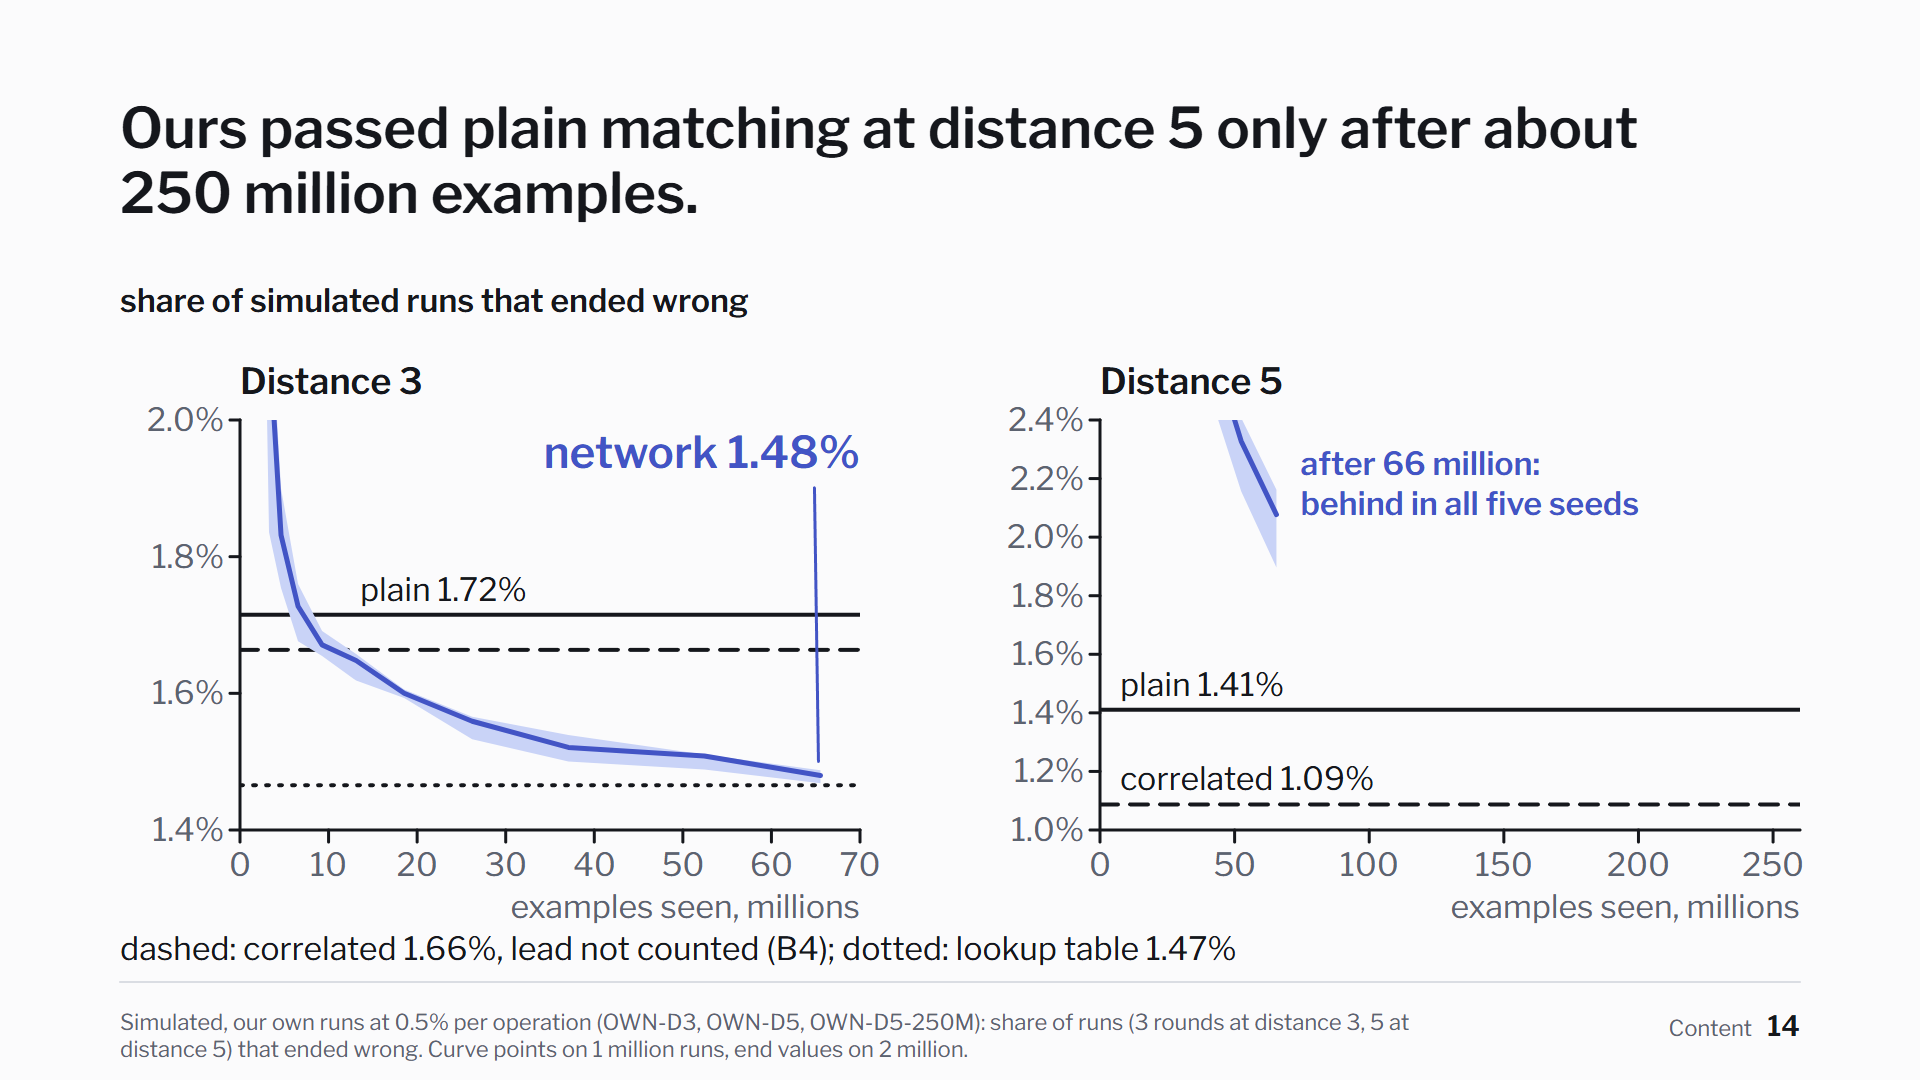 Ours passed plain matching at distance 5 only after about
250 million examples.
share of simulated runs that ended wrong
Distance 3
2.0%
1.8%
1.6%
1.4%
network 1.48%
plain 1.72%
0 10 20 30 40 50 60 70
examples seen, millions
Distance 5
2.4%
2.2%
2.0%
1.8%
1.6%
1.4%
1.2%
1.0%
after 66 million:
behind in all five seeds
plain 1.41%
correlated 1.09%
0 50 100 150 200 250
examples seen, millions
dashed: correlated 1.66%, lead not counted (B4); dotted: lookup table 1.47%
Simulated, our own runs at 0.5% per operation (OWN-D3, OWN-D5, OWN-D5-250M): share of runs (3 rounds at distance 3, 5 at
distance 5) that ended wrong. Curve points on 1 million runs, end values on 2 million.
Content 14